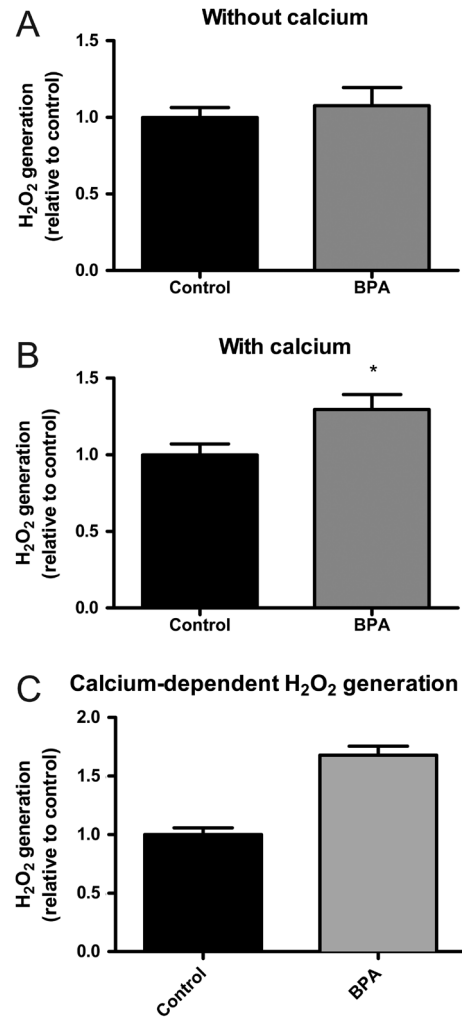 A
Without calcium
H₂O₂ generation
(relative to control)
1.5
1.0
0.5
0.0
Control
BPA
B
With calcium
*
H₂O₂ generation
(relative to control)
1.5
1.0
0.5
0.0
Control
BPA
C
Calcium-dependent H₂O₂ generation
H₂O₂ generation
(relative to control)
2.0
1.5
1.0
0.5
0.0
Control
BPA